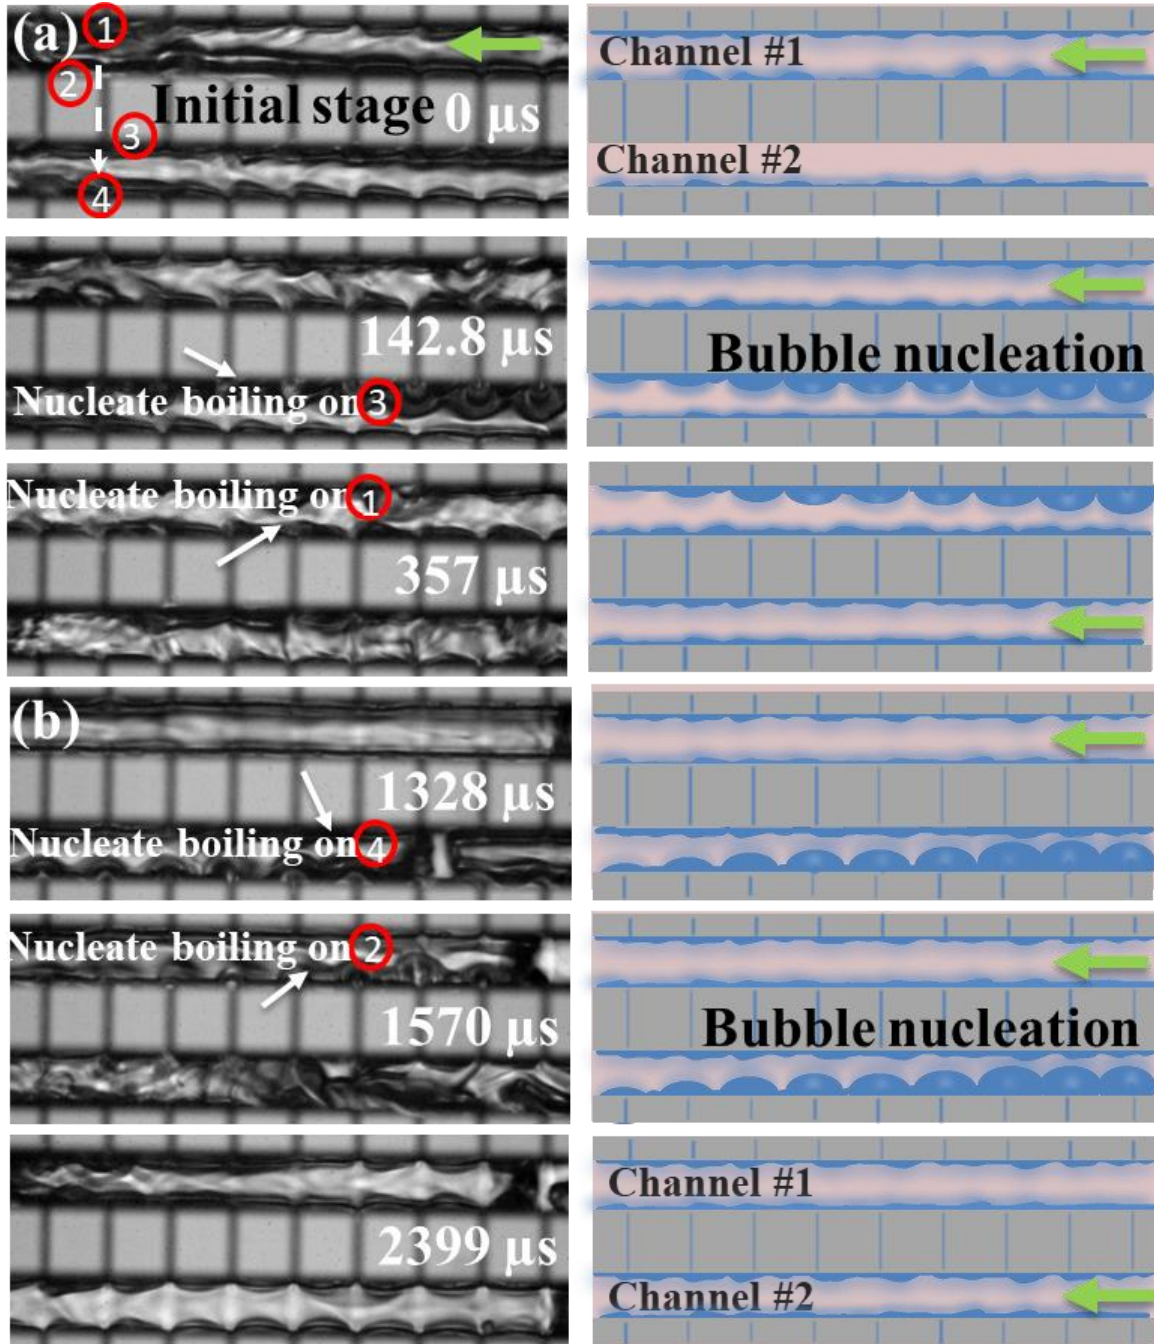 (a)
1
2
Initial stage 0 µs
3
4
Channel #1
Channel #2
142.8 µs
Nucleate boiling on 3
Bubble nucleation
Nucleate boiling on 1
357 µs
(b)
1328 µs
Nucleate boiling on 4
Nucleate boiling on 2
1570 µs
Bubble nucleation
2399 µs
Channel #1
Channel #2